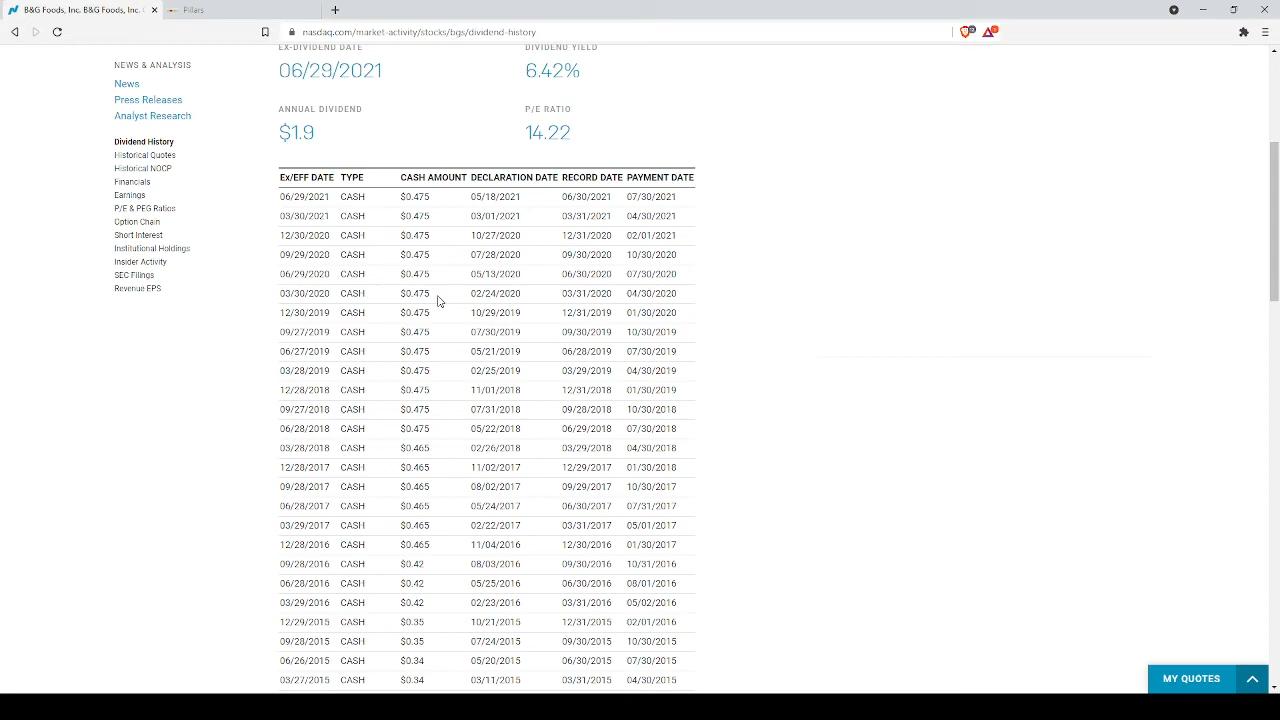 B&G Foods, Inc. B&G Foods, Inc.
Pillars
nasdaq.com/market-activity/stocks/bgs/dividend-history
NEWS & ANALYSIS
News
Press Releases
Analyst Research
Dividend History
Historical Quotes
Historical NOCP
Financials
Earnings
P/E & PEG Ratios
Option Chain
Short Interest
Institutional Holdings
Insider Activity
SEC Filings
Revenue EPS
EX-DIVIDEND DATE DIVIDEND YIELD
06/29/2021 6.42%
ANNUAL DIVIDEND P/E RATIO
$1.9 14.22
Ex/EFF DATE TYPE CASH AMOUNT DECLARATION DATE RECORD DATE PAYMENT DATE
06/29/2021 CASH $0.475 05/18/2021 06/30/2021 07/30/2021
03/30/2021 CASH $0.475 03/01/2021 03/31/2021 04/30/2021
12/30/2020 CASH $0.475 10/27/2020 12/31/2020 02/01/2021
09/29/2020 CASH $0.475 07/28/2020 09/30/2020 10/30/2020
06/29/2020 CASH $0.475 05/13/2020 06/30/2020 07/30/2020
03/30/2020 CASH $0.475 02/24/2020 03/31/2020 04/30/2020
12/30/2019 CASH $0.475 10/29/2019 12/31/2019 01/30/2020
09/27/2019 CASH $0.475 07/30/2019 09/30/2019 10/30/2019
06/27/2019 CASH $0.475 05/21/2019 06/28/2019 07/30/2019
03/28/2019 CASH $0.475 02/25/2019 03/29/2019 04/30/2019
12/28/2018 CASH $0.475 11/01/2018 12/31/2018 01/30/2019
09/27/2018 CASH $0.475 07/31/2018 09/28/2018 10/30/2018
06/28/2018 CASH $0.475 05/22/2018 06/29/2018 07/30/2018
03/28/2018 CASH $0.465 02/26/2018 03/29/2018 04/30/2018
12/28/2017 CASH $0.465 11/02/2017 12/29/2017 01/30/2018
09/28/2017 CASH $0.465 08/02/2017 09/29/2017 10/30/2017
06/28/2017 CASH $0.465 05/24/2017 06/30/2017 07/31/2017
03/29/2017 CASH $0.465 02/22/2017 03/31/2017 05/01/2017
12/28/2016 CASH $0.465 11/04/2016 12/30/2016 01/30/2017
09/28/2016 CASH $0.42 08/03/2016 09/30/2016 10/31/2016
06/28/2016 CASH $0.42 05/25/2016 06/30/2016 08/01/2016
03/29/2016 CASH $0.42 02/23/2016 03/31/2016 05/02/2016
12/29/2015 CASH $0.35 10/21/2015 12/31/2015 02/01/2016
09/28/2015 CASH $0.35 07/24/2015 09/30/2015 10/30/2015
06/26/2015 CASH $0.34 05/20/2015 06/30/2015 07/30/2015
03/27/2015 CASH $0.34 03/11/2015 03/31/2015 04/30/2015
MY QUOTES